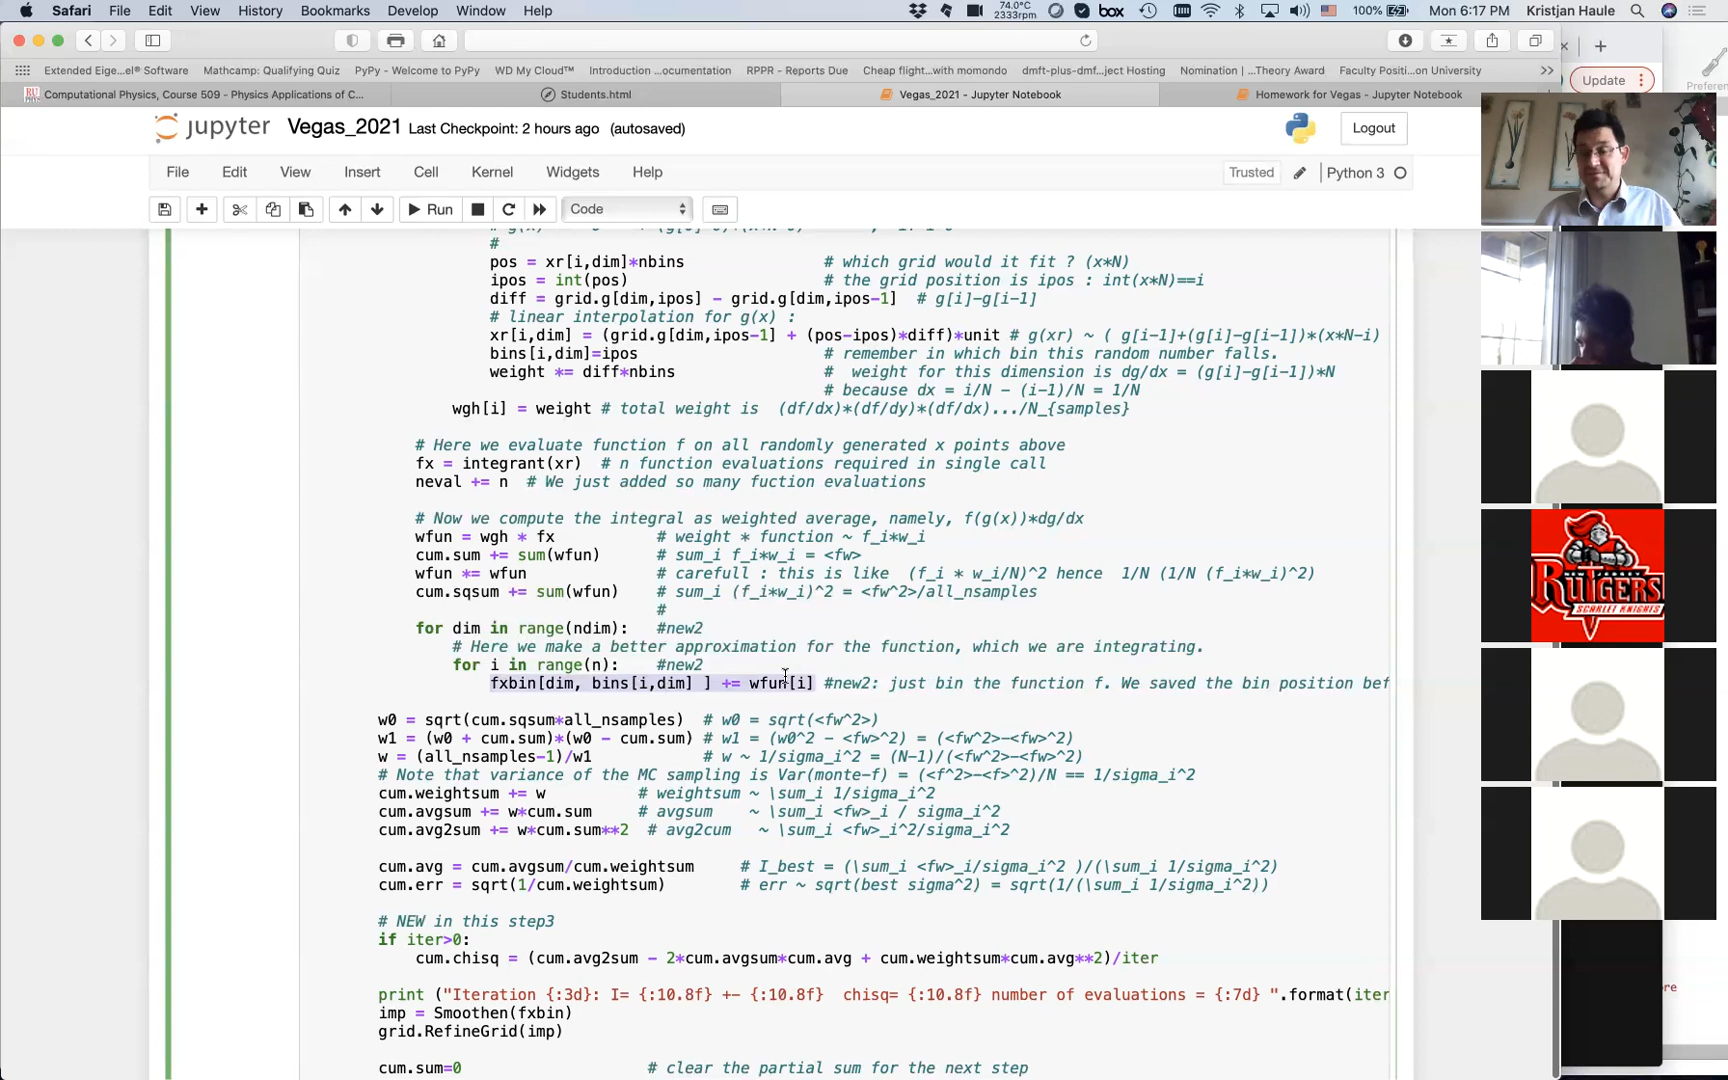 Safari File Edit View History Bookmarks Develop Window Help 74.0°C 2333rpm box 100% Mon 6:17 PM Kristjan Haule
Extended Eige...el® Software Mathcamp: Qualifying Quiz PyPy - Welcome to PyPy WD My Cloud™ Introduction ...ocumentation RPPR - Reports Due Cheap flight...with momondo dmft-plus-dmf...ject Hosting Nomination | ...Theory Award Faculty Positi...on University
Update
Preferen
Computational Physics, Course 509 - Physics Applications of C... Students.html Vegas_2021 - Jupyter Notebook Homework for Vegas - Jupyter Notebook
jupyter Vegas_2021 Last Checkpoint: 2 hours ago (autosaved) Logout
File Edit View Insert Cell Kernel Widgets Help Trusted Python 3
Run Code
#
pos = xr[i,dim]*nbins # which grid would it fit ? (x*N)
ipos = int(pos) # the grid position is ipos : int(x*N)==i
diff = grid.g[dim,ipos] - grid.g[dim,ipos-1] # g[i]-g[i-1]
# linear interpolation for g(x) :
xr[i,dim] = (grid.g[dim,ipos-1] + (pos-ipos)*diff)*unit # g(xr) ~ ( g[i-1]+(g[i]-g[i-1])*(x*N-i)
bins[i,dim]=ipos # remember in which bin this random number falls.
weight *= diff*nbins # weight for this dimension is dg/dx = (g[i]-g[i-1])*N
# because dx = i/N - (i-1)/N = 1/N
wgh[i] = weight # total weight is (df/dx)*(df/dy)*(df/dx).../N_{samples}
# Here we evaluate function f on all randomly generated x points above
fx = integrant(xr) # n function evaluations required in single call
neval += n # We just added so many fuction evaluations
# Now we compute the integral as weighted average, namely, f(g(x))*dg/dx
wfun = wgh * fx # weight * function ~ f_i*w_i
cum.sum += sum(wfun) # sum_i f_i*w_i = <fw>
wfun *= wfun # carefull : this is like (f_i * w_i/N)^2 hence 1/N (1/N (f_i*w_i)^2)
cum.sqsum += sum(wfun) # sum_i (f_i*w_i)^2 = <fw^2>/all_nsamples
#
for dim in range(ndim): #new2
# Here we make a better approximation for the function, which we are integrating.
for i in range(n): #new2
fxbin[dim, bins[i,dim] ] += wfun[i] #new2: just bin the function f. We saved the bin position bef
w0 = sqrt(cum.sqsum*all_nsamples) # w0 = sqrt(<fw^2>)
w1 = (w0 + cum.sum)*(w0 - cum.sum) # w1 = (w0^2 - <fw>^2) = (<fw^2>-<fw>^2)
w = (all_nsamples-1)/w1 # w ~ 1/sigma_i^2 = (N-1)/(<fw^2>-<fw>^2)
# Note that variance of the MC sampling is Var(monte-f) = (<f^2>-<f>^2)/N == 1/sigma_i^2
cum.weightsum += w # weightsum ~ \sum_i 1/sigma_i^2
cum.avgsum += w*cum.sum # avgsum ~ \sum_i <fw>_i / sigma_i^2
cum.avg2sum += w*cum.sum**2 # avg2cum ~ \sum_i <fw>_i^2/sigma_i^2
cum.avg = cum.avgsum/cum.weightsum # I_best = (\sum_i <fw>_i/sigma_i^2 )/(\sum_i 1/sigma_i^2)
cum.err = sqrt(1/cum.weightsum) # err ~ sqrt(best sigma^2) = sqrt(1/(\sum_i 1/sigma_i^2))
# NEW in this step3
if iter>0:
cum.chisq = (cum.avg2sum - 2*cum.avgsum*cum.avg + cum.weightsum*cum.avg**2)/iter
print ("Iteration {:3d}: I= {:10.8f} +- {:10.8f} chisq= {:10.8f} number of evaluations = {:7d} ".format(iter
imp = Smoothen(fxbin)
grid.RefineGrid(imp)
cum.sum=0 # clear the partial sum for the next step
RUTGERS
SCARLET KNIGHTS
ore